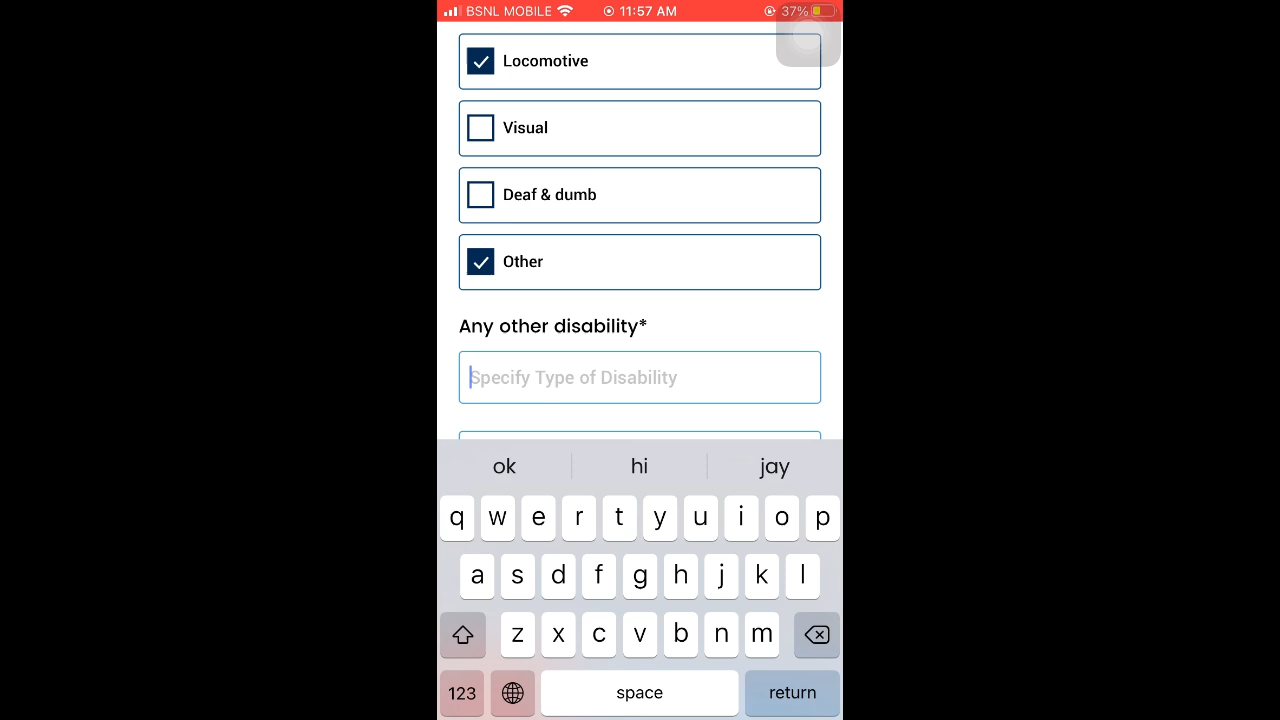 BSNL MOBILE 11:57 AM 37%
Locomotive
Visual
Deaf & dumb
Other
Any other disability*
Specify Type of Disability
ok hi jay
q w e r t y u i o p
a s d f g h j k l
z x c v b n m
123 space return